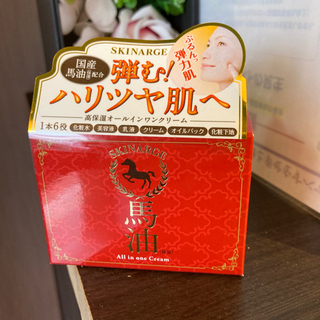 SKINARGE
国産
馬油
配合
弾む!
ぷるんっ
弾力肌
ハリツヤ肌へ
高保湿オールインワンクリーム
1本6役 化粧水 美容液 乳液 クリーム オイルパック 化粧下地
SKINARGE
馬油
All in one Cream